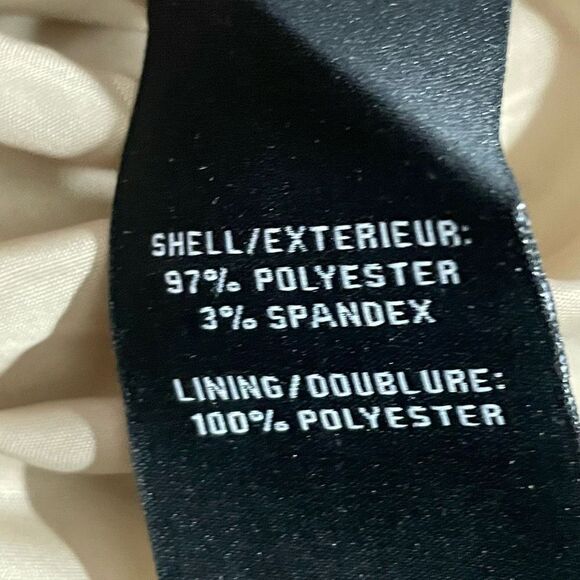 SHELL/EXTERIEUR:
97% POLYESTER
3% SPANDEX
LINING/DOUBLURE:
100% POLYESTER